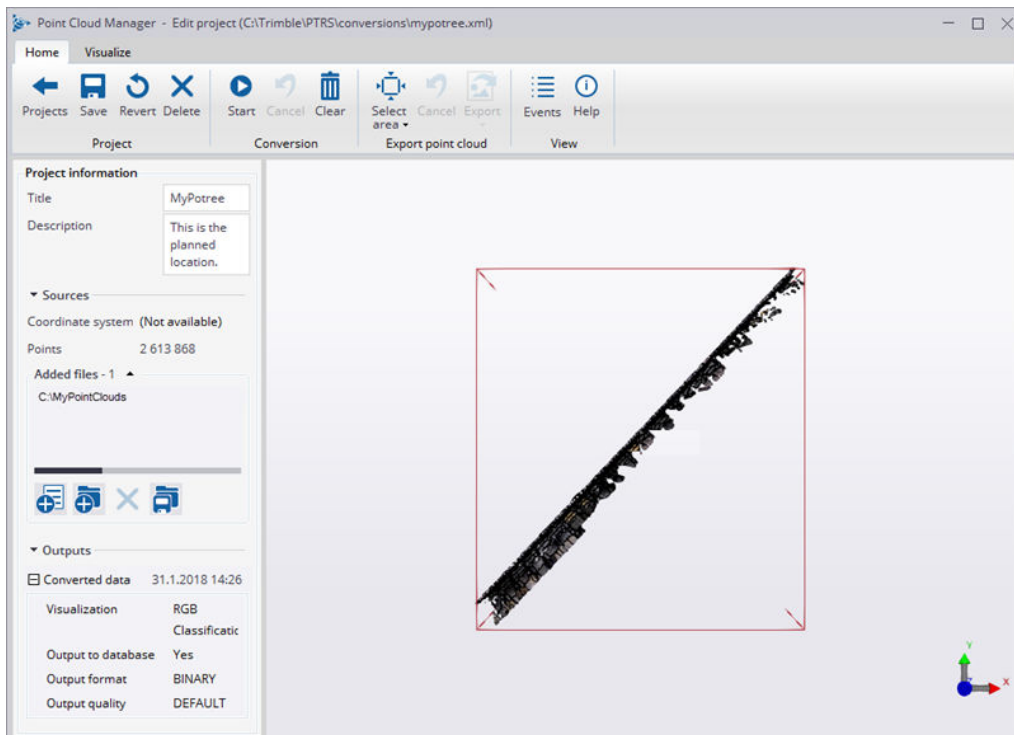 Point Cloud Manager - Edit project (C:\Trimble\PTRS\conversions\mypotree.xml)
Home Visualize
Projects Save Revert Delete Start Cancel Clear Select area Cancel Export Events Help
Project Conversion Export point cloud View
Project information
Title MyPotree
Description This is the
planned
location.
Sources
Coordinate system (Not available)
Points 2 613 868
Added files - 1
C:\MyPointClouds
Outputs
Converted data 31.1.2018 14:26
Visualization RGB
Classificatic
Output to database Yes
Output format BINARY
Output quality DEFAULT
Y
Z X